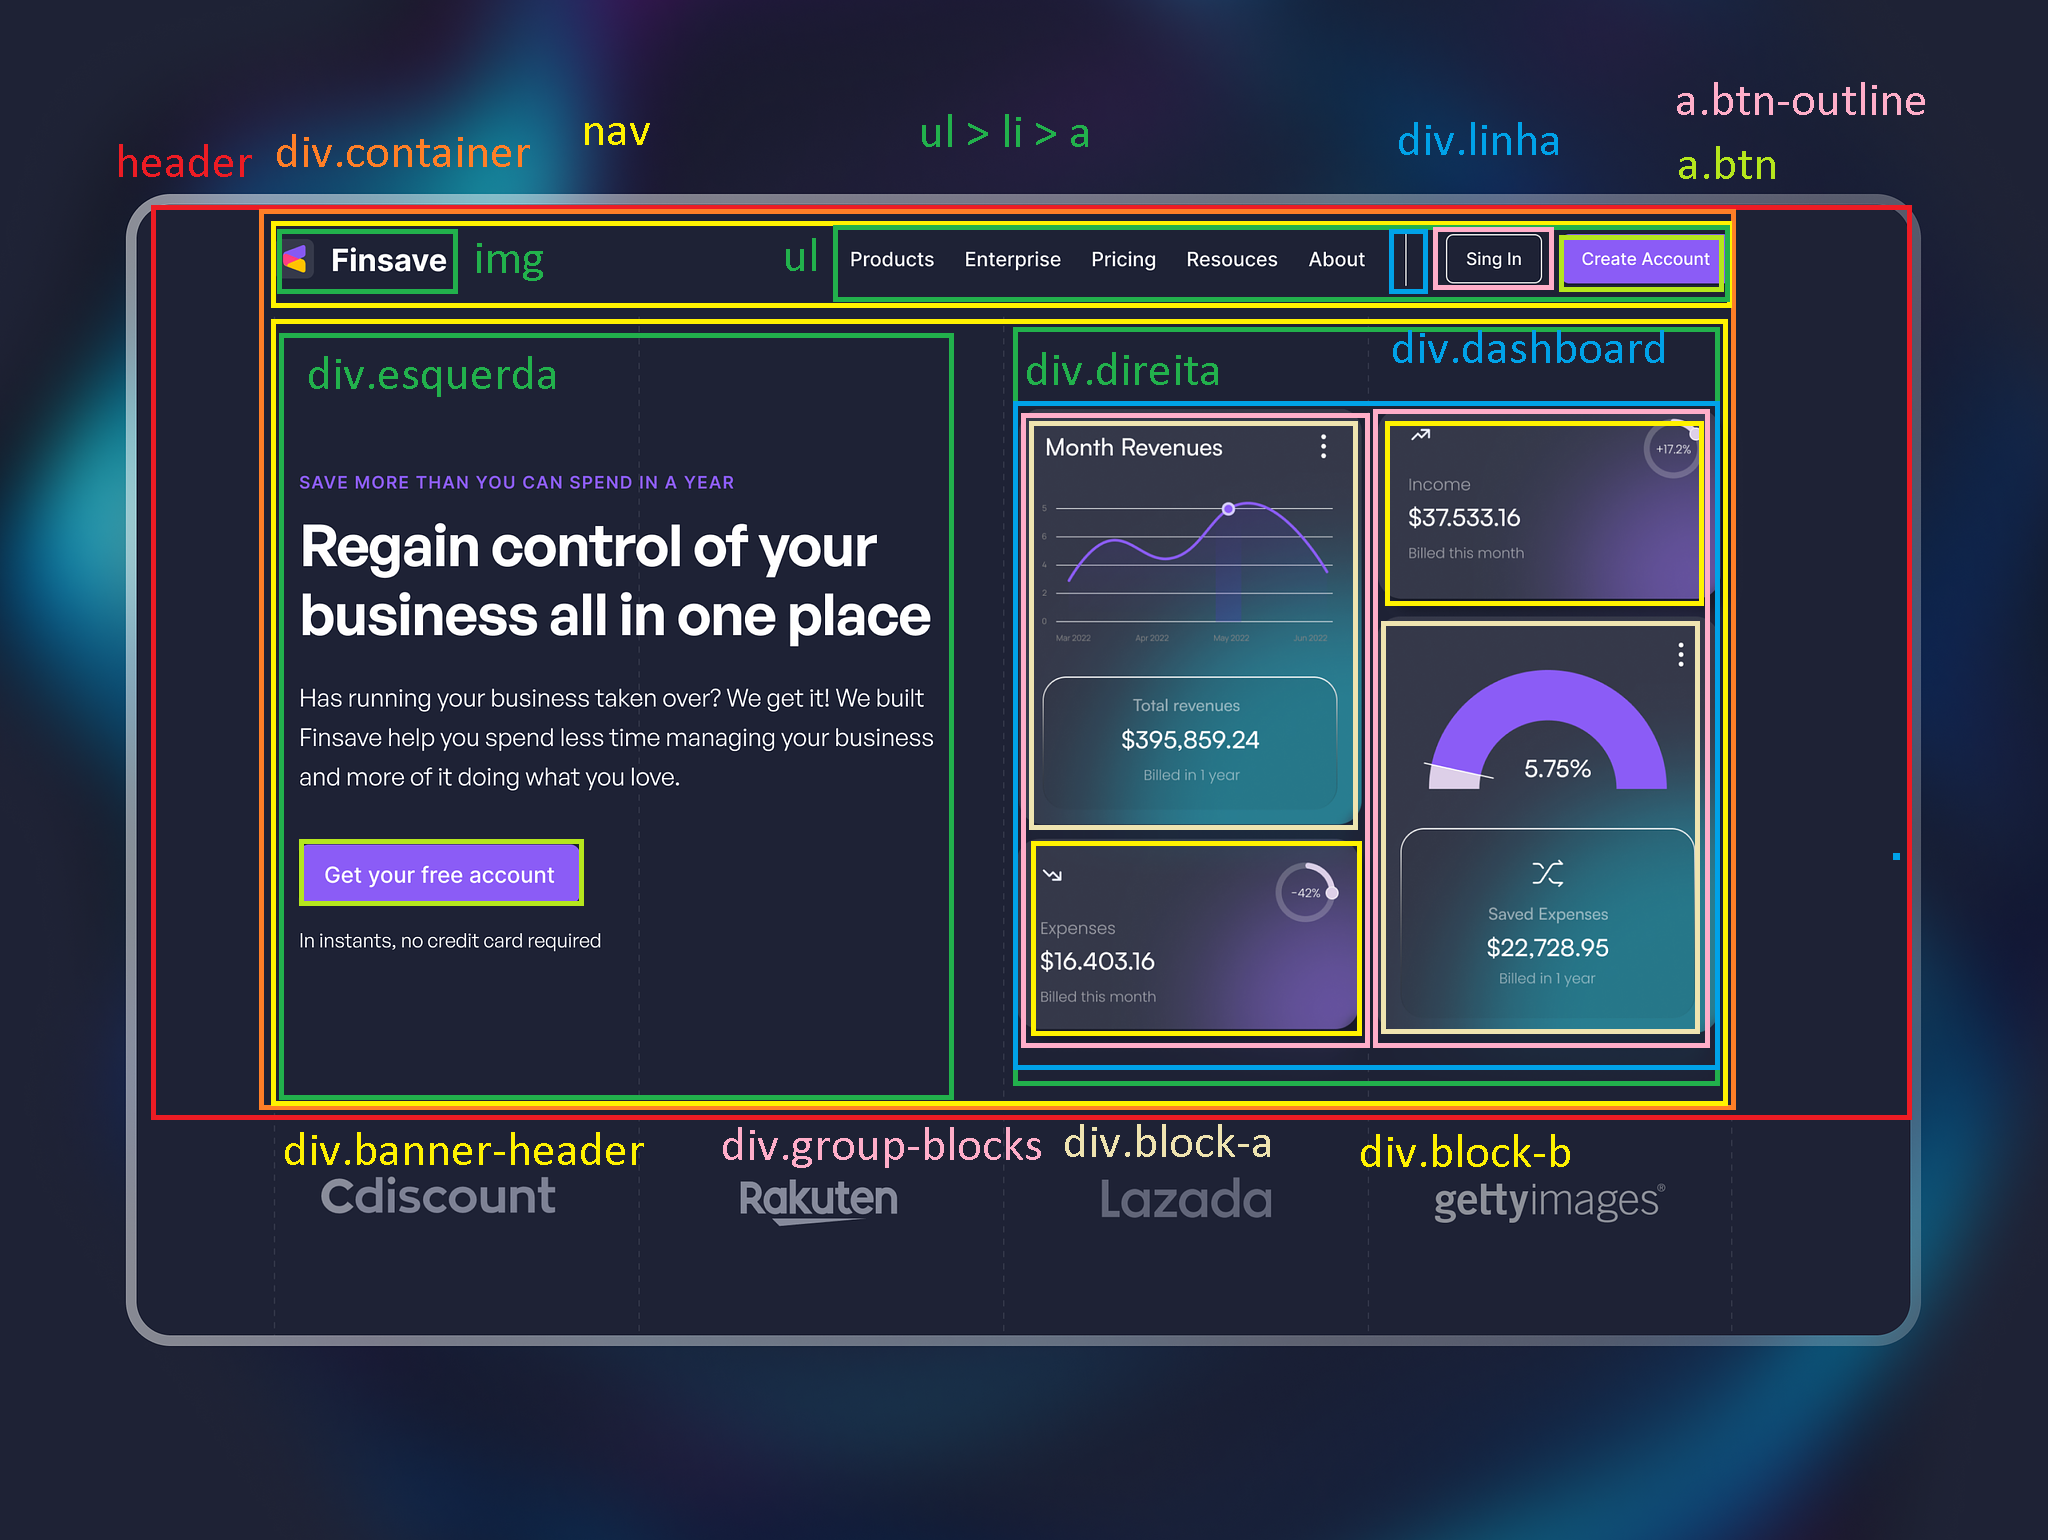 a.btn-outline
nav
ul > li > a
div.linha
header
div.container
a.btn
Finsave
img
ul
Products
Enterprise
Pricing
Resouces
About
Sing In
Create Account
div.esquerda
SAVE MORE THAN YOU CAN SPEND IN A YEAR
Regain control of your
business all in one place
Has running your business taken over? We get it! We built
Finsave help you spend less time managing your business
and more of it doing what you love.
Get your free account
In instants, no credit card required
div.direita
div.dashboard
Month Revenues
5
6
4
2
0
Mar 2022
Apr 2022
May 2022
Jun 2022
Total revenues
$395,859.24
Billed in 1 year
-42%
Expenses
$16.403.16
Billed this month
+17.2%
Income
$37.533.16
Billed this month
5.75%
Saved Expenses
$22,728.95
Billed in 1 year
div.banner-header
div.group-blocks
div.block-a
div.block-b
Cdiscount
Rakuten
Lazada
gettyimages®